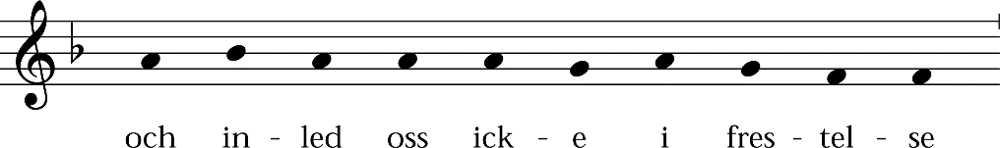 och in - led oss ick - e i fres - tel - se